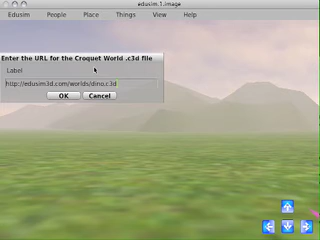 edusim.1.image
Edusim People Place Things Window Help
Enter the URL for the Croquet World .c3d file
Label
http://edusim3d.com/worlds/dino.c3d
OK Cancel